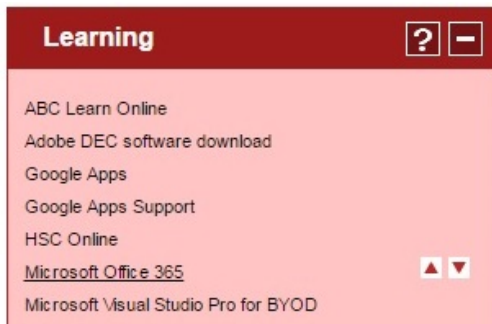 Learning
ABC Learn Online
Adobe DEC software download
Google Apps
Google Apps Support
HSC Online
Microsoft Office 365
Microsoft Visual Studio Pro for BYOD